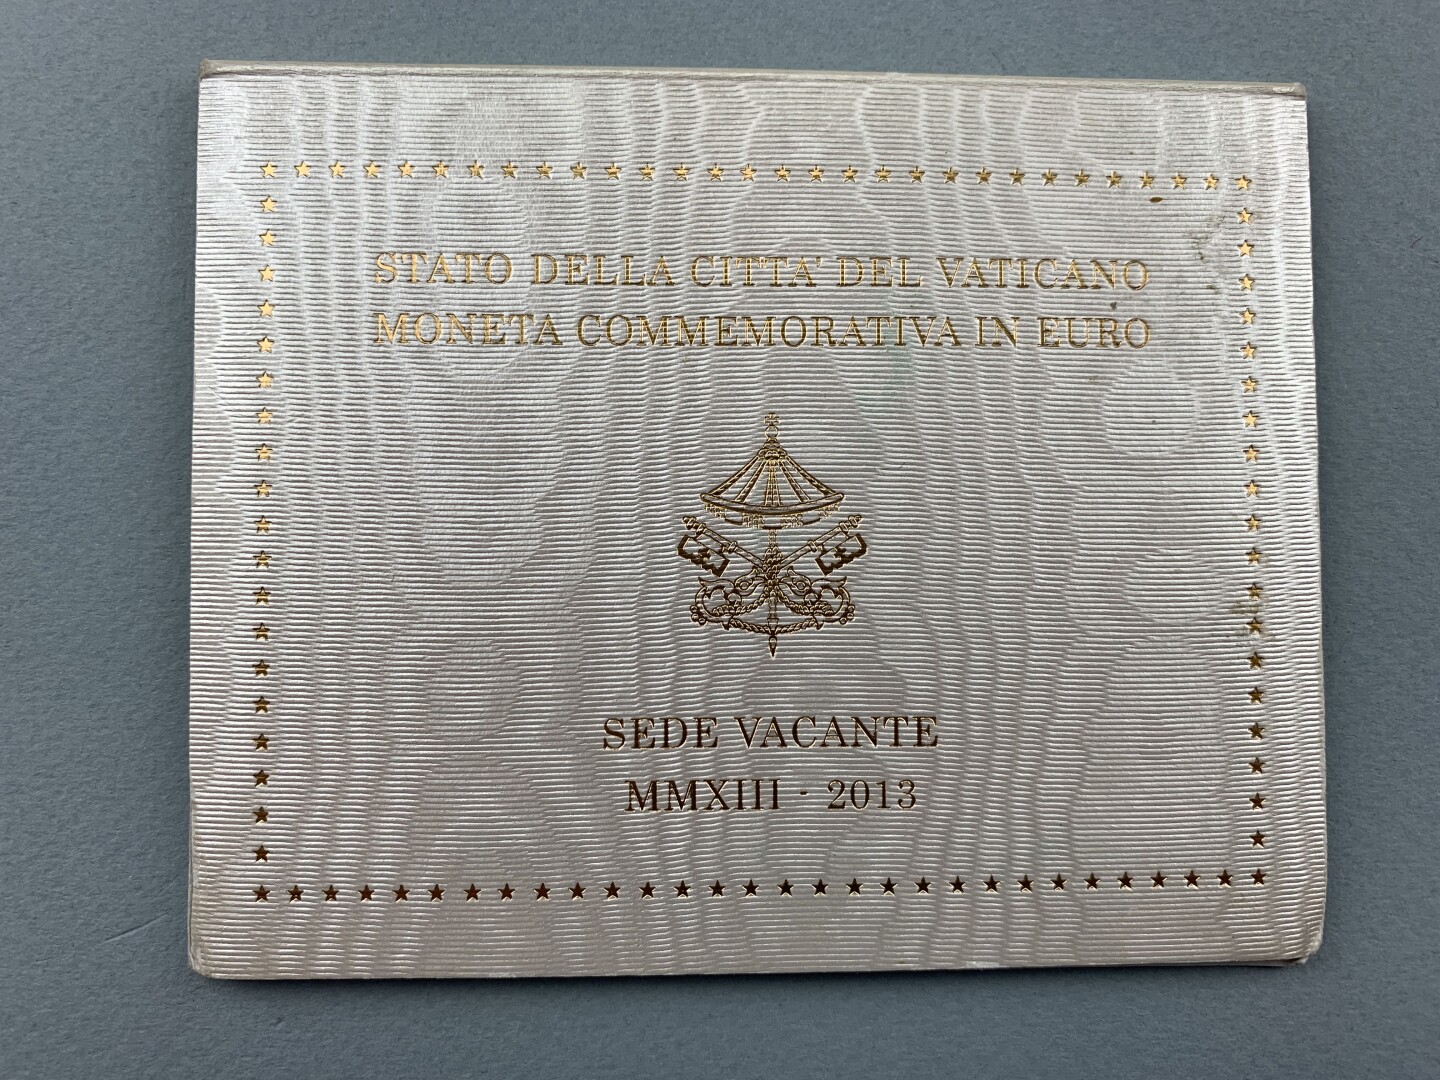 STATO DELLA CITTA' DEL VATICANO
MONETA COMMEMORATIVA IN EURO
SEDE VACANTE
MMXIII - 2013